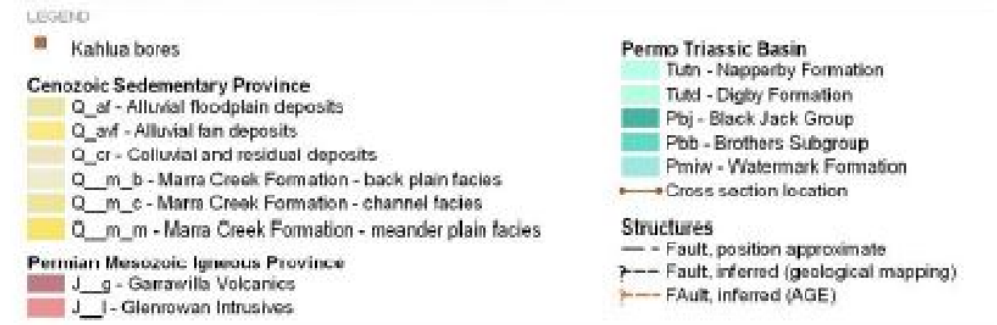 LEGEND
Kahlua bores
Cenozoic Sedementary Province
Q_af - Alluvial floodplain deposits
Q_avf - Alluvial fan deposits
Q_cr - Colluvial and residual deposits
Q__m_b - Marra Creek Formation - back plain facies
Q__m_c - Marra Creek Formation - channel facies
Q__m_m - Marra Creek Formation - meander plain facies
Permian Mesozoic Igneous Province
J__g - Garrawilla Volcanics
J__l - Glenrowan Intrusives
Permo Triassic Basin
Tutn - Napperby Formation
Tutd - Digby Formation
Pbj - Black Jack Group
Pbb - Brothers Subgroup
Pmiw - Watermark Formation
Cross section location
Structures
Fault, position approximate
Fault, inferred (geological mapping)
FAult, inferred (AGE)